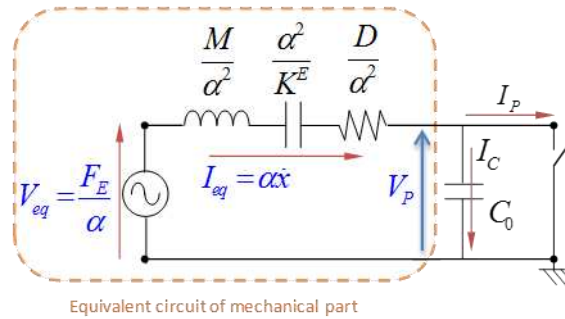 M/α² α²/K^E D/α²
I_P
I_eq = αẋ
I_C
V_eq = F_E/α
V_P
C_0
Equivalent circuit of mechanical part